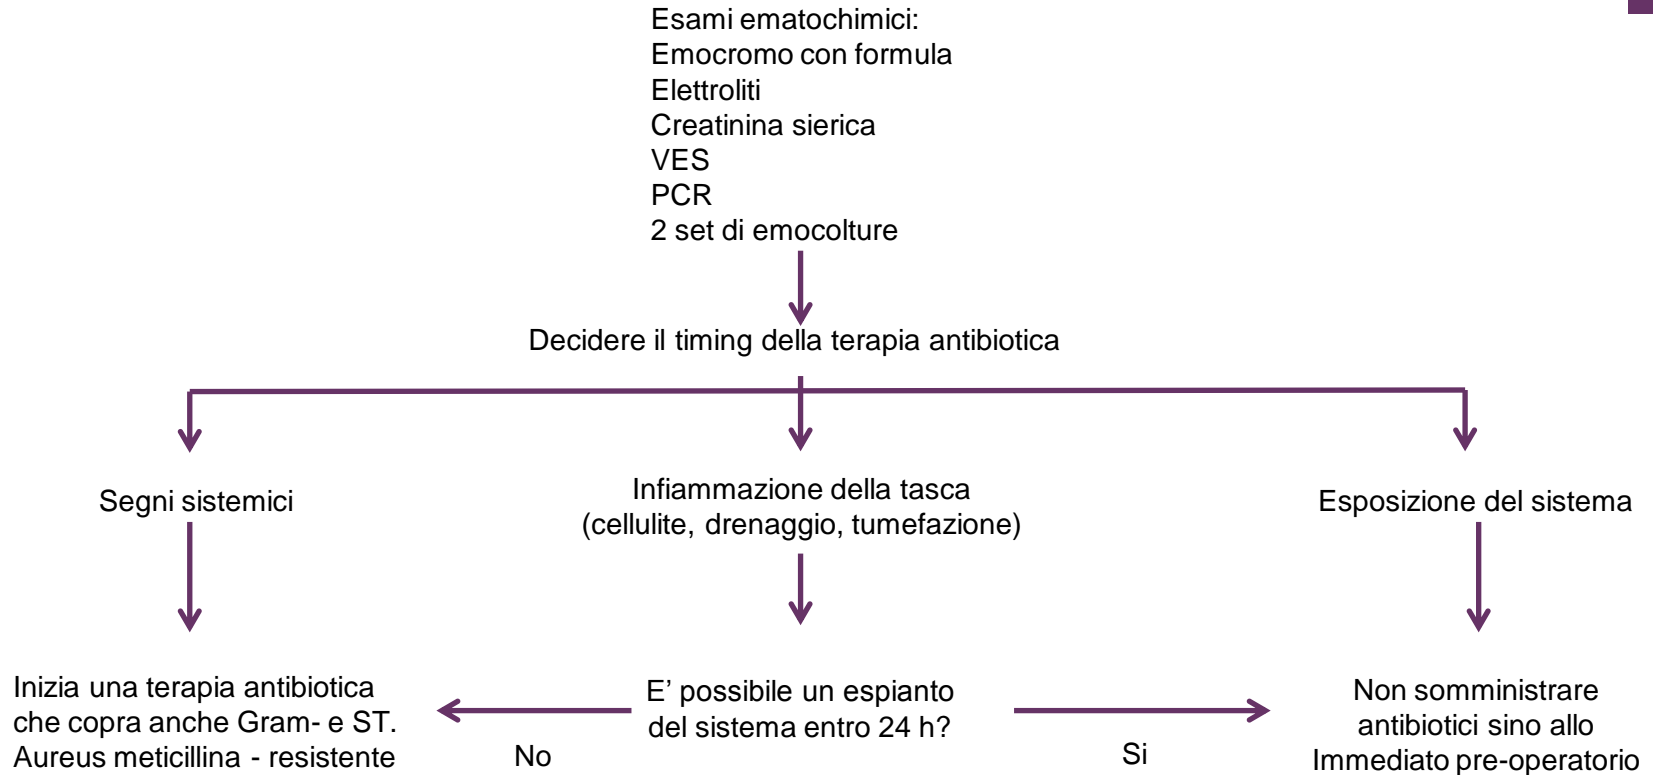 Esami ematochimici:
Emocromo con formula
Elettroliti
Creatinina sierica
VES
PCR
2 set di emocolture
Decidere il timing della terapia antibiotica
Segni sistemici
Infiammazione della tasca
(cellulite, drenaggio, tumefazione)
Esposizione del sistema
Inizia una terapia antibiotica
che copra anche Gram- e ST.
Aureus meticillina - resistente
No
E' possibile un espianto
del sistema entro 24 h?
Si
Non somministrare
antibiotici sino allo
Immediato pre-operatorio